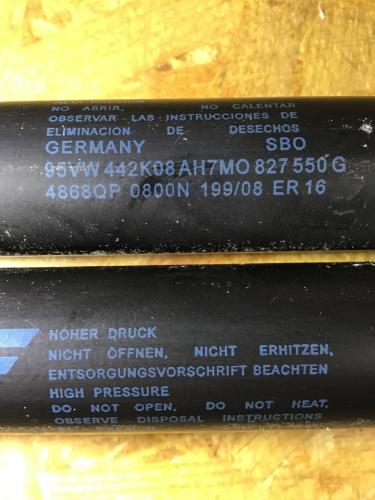 NO ABRIR, NO CALENTAR
OBSERVAR LAS INSTRUCCIONES DE
ELIMINACION DE DESECHOS
GERMANY SBO
95VW 442K08 AH7MO 827 550 G
4868QP 0800N 199/08 ER 16
HOHER DRUCK
NICHT ÖFFNEN, NICHT ERHITZEN,
ENTSORGUNGSVORSCHRIFT BEACHTEN
HIGH PRESSURE
DO NOT OPEN, DO NOT HEAT,
OBSERVE DISPOSAL INSTRUCTIONS